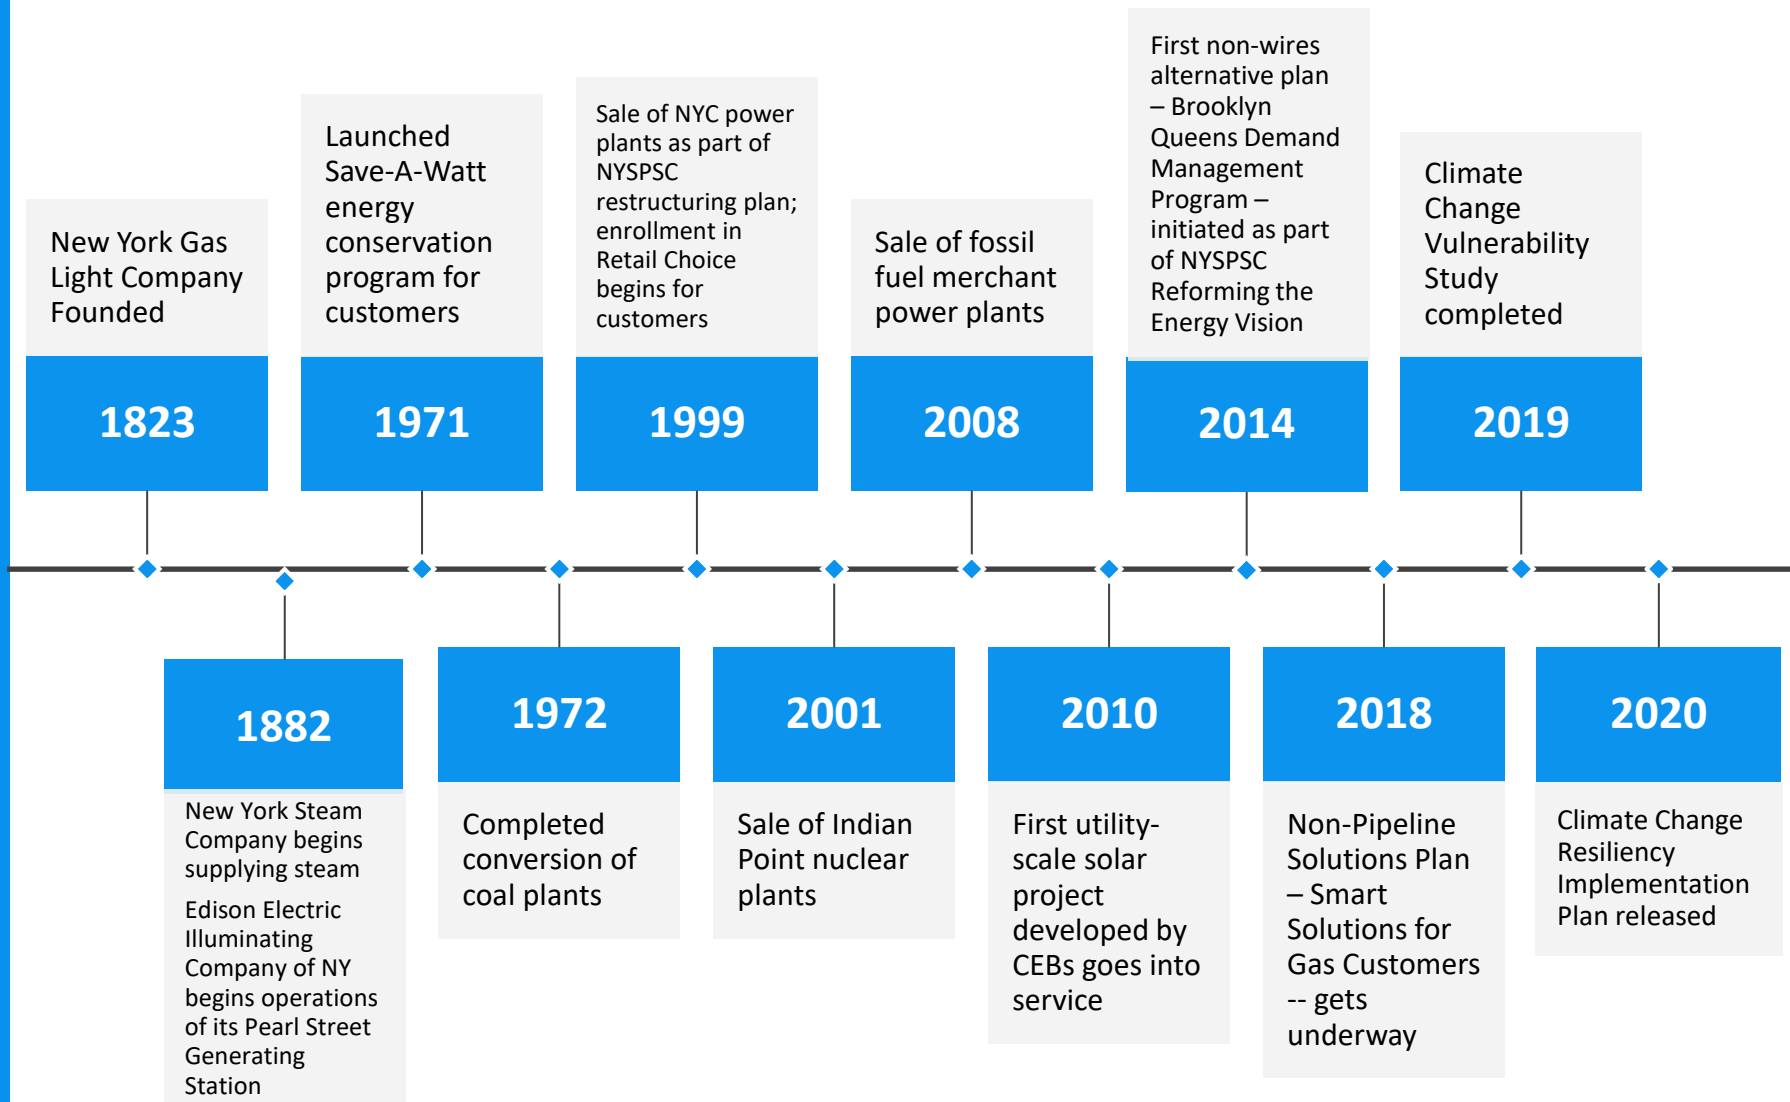 New York Gas
Light Company
Founded
1823
1882
New York Steam
Company begins
supplying steam
Edison Electric
Illuminating
Company of NY
begins operations
of its Pearl Street
Generating
Station
Launched
Save-A-Watt
energy
conservation
program for
customers
1971
1972
Completed
conversion of
coal plants
Sale of NYC power
plants as part of
NYSPSC
restructuring plan;
enrollment in
Retail Choice
begins for
customers
1999
2001
Sale of Indian
Point nuclear
plants
Sale of fossil
fuel merchant
power plants
2008
2010
First utility-
scale solar
project
developed by
CEBs goes into
service
First non-wires
alternative plan
– Brooklyn
Queens Demand
Management
Program –
initiated as part
of NYSPSC
Reforming the
Energy Vision
2014
2018
Non-Pipeline
Solutions Plan
– Smart
Solutions for
Gas Customers
-- gets
underway
Climate
Change
Vulnerability
Study
completed
2019
2020
Climate Change
Resiliency
Implementation
Plan released